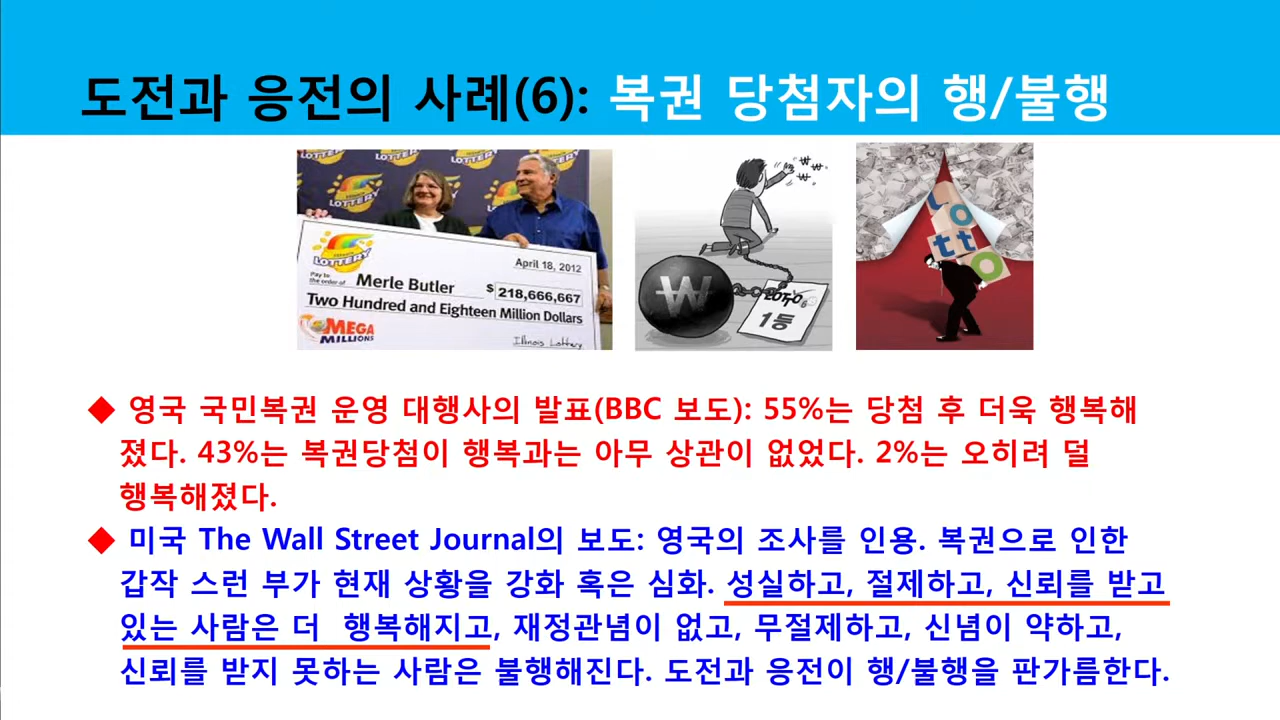 도전과 응전의 사례(6): 복권 당첨자의 행/불행
LOTTERY
LOTTERY
LOTTERY
LOTTERY
LOTTERY
April 18, 2012
Pay to
the order of
Merle Butler
$ 218,666,667
Two Hundred and Eighteen Million Dollars
MEGA
MILLIONS
Illinois Lottery
₩ ₩
₩
₩
LOTTO 6
1등
Lotto
◆ 영국 국민복권 운영 대행사의 발표(BBC 보도): 55%는 당첨 후 더욱 행복해
졌다. 43%는 복권당첨이 행복과는 아무 상관이 없었다. 2%는 오히려 덜
행복해졌다.
◆ 미국 The Wall Street Journal의 보도: 영국의 조사를 인용. 복권으로 인한
갑작 스런 부가 현재 상황을 강화 혹은 심화. 성실하고, 절제하고, 신뢰를 받고
있는 사람은 더 행복해지고, 재정관념이 없고, 무절제하고, 신념이 약하고,
신뢰를 받지 못하는 사람은 불행해진다. 도전과 응전이 행/불행을 판가름한다.